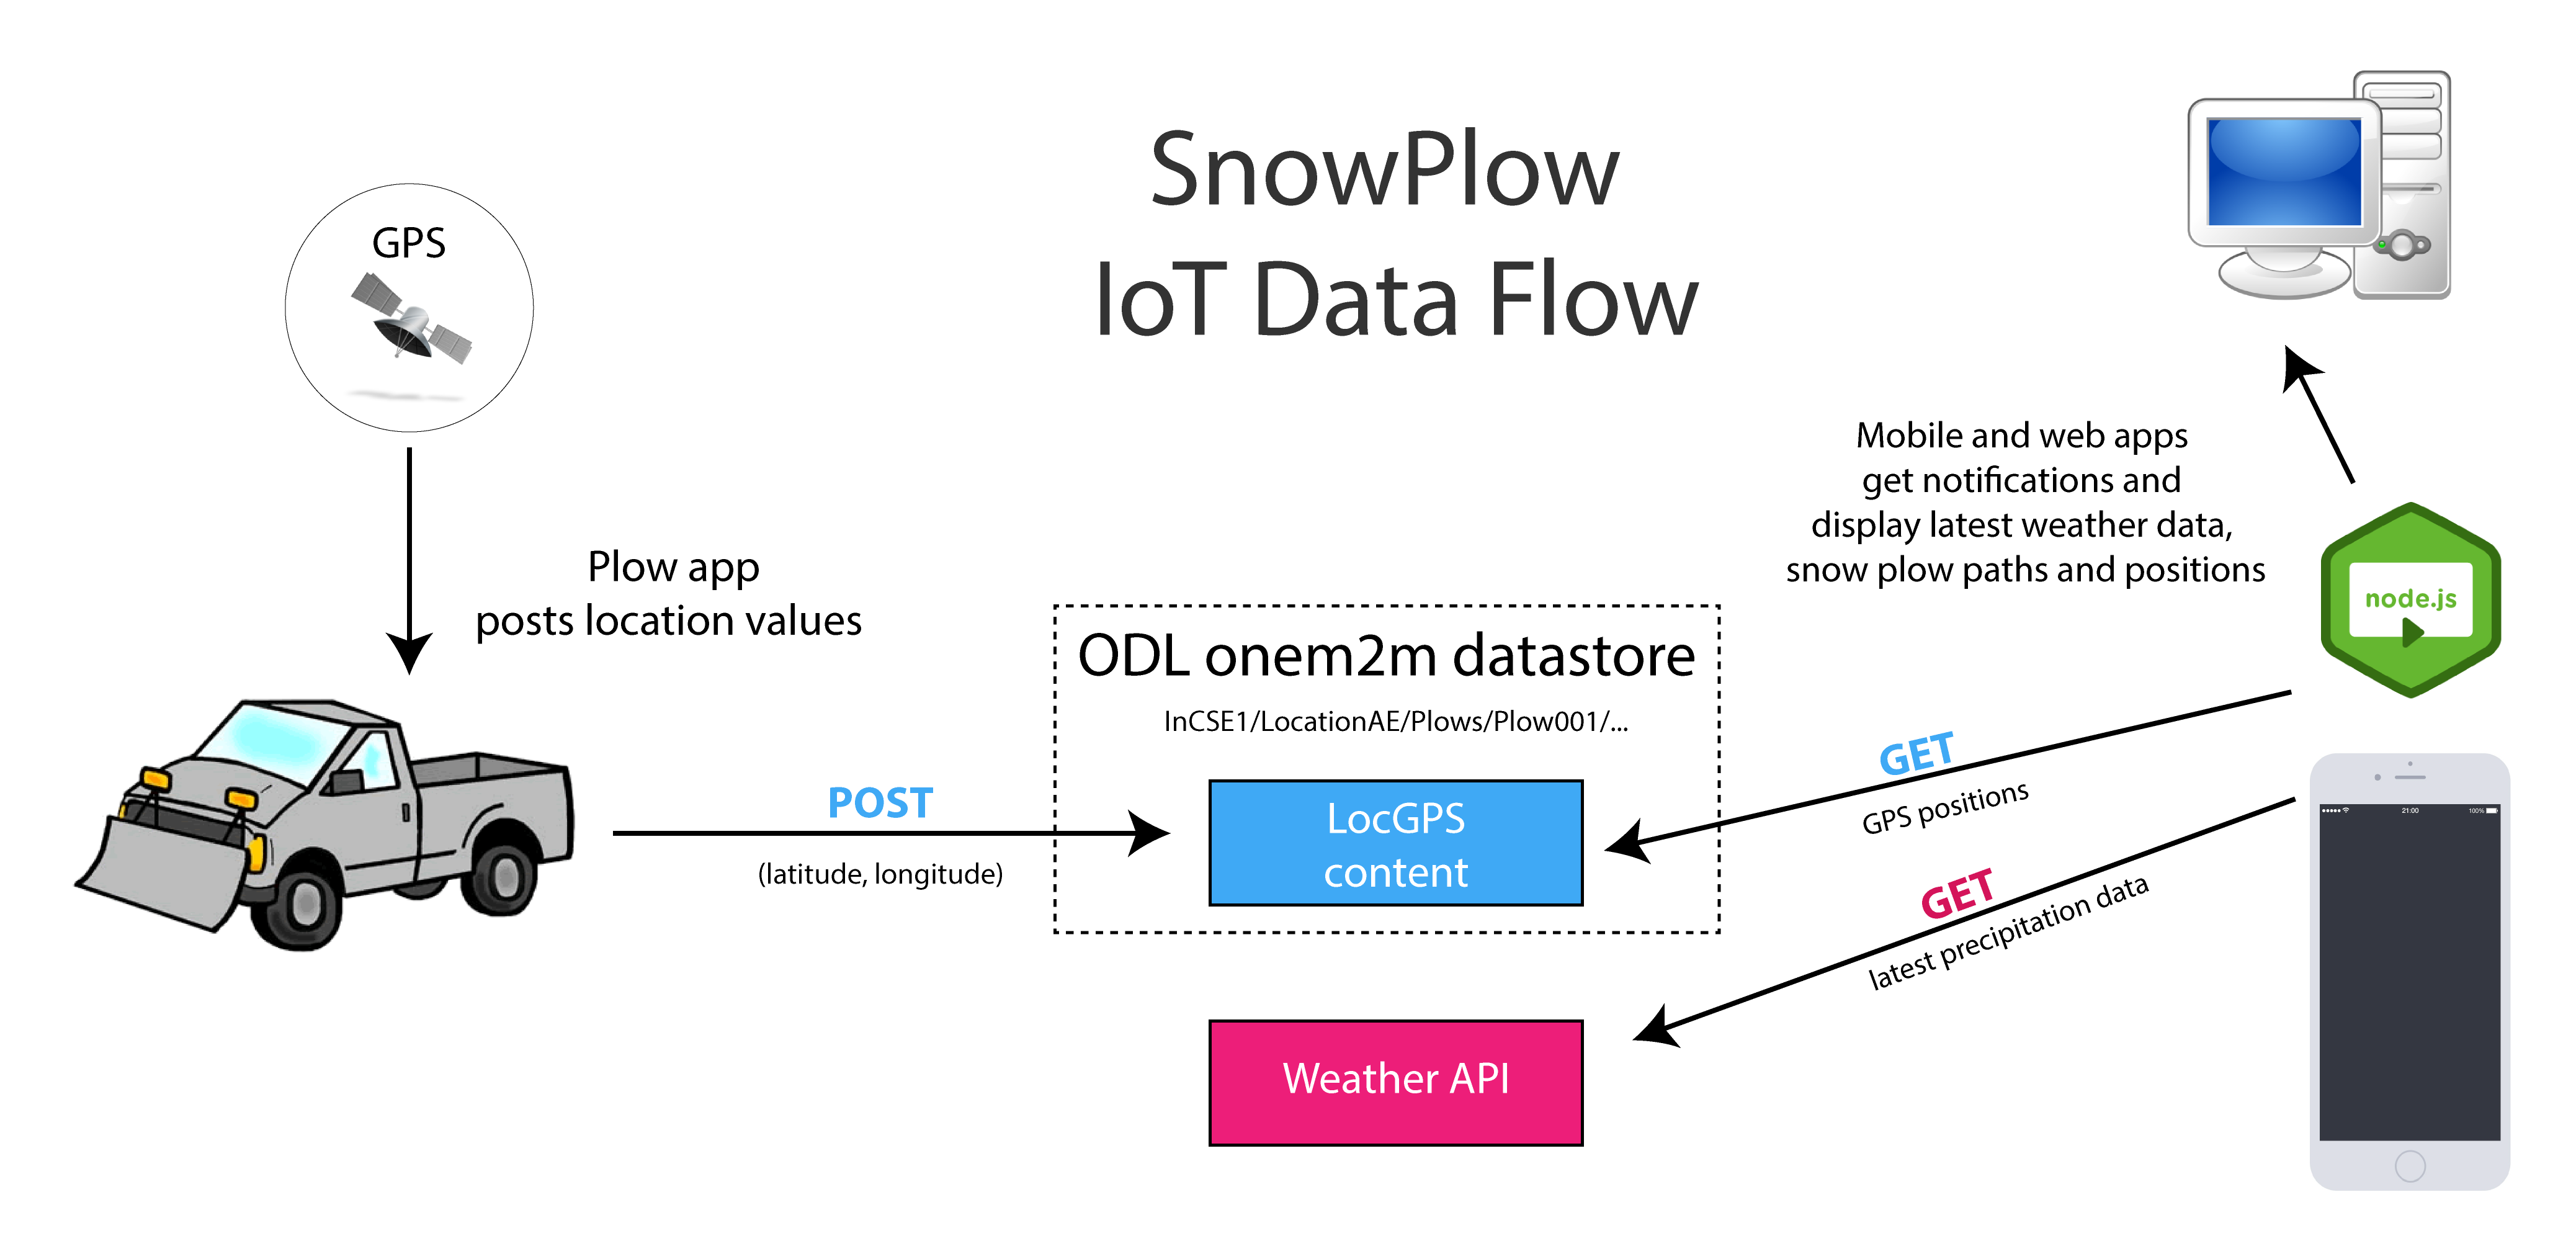 SnowPlow
IoT Data Flow
GPS
Plow app
posts location values
POST
(latitude, longitude)
ODL onem2m datastore
InCSE1/LocationAE/Plows/Plow001/...
LocGPS
content
Weather API
Mobile and web apps
get notifications and
display latest weather data,
snow plow paths and positions
node.js
GET
GPS positions
GET
latest precipitation data
21:00
100%